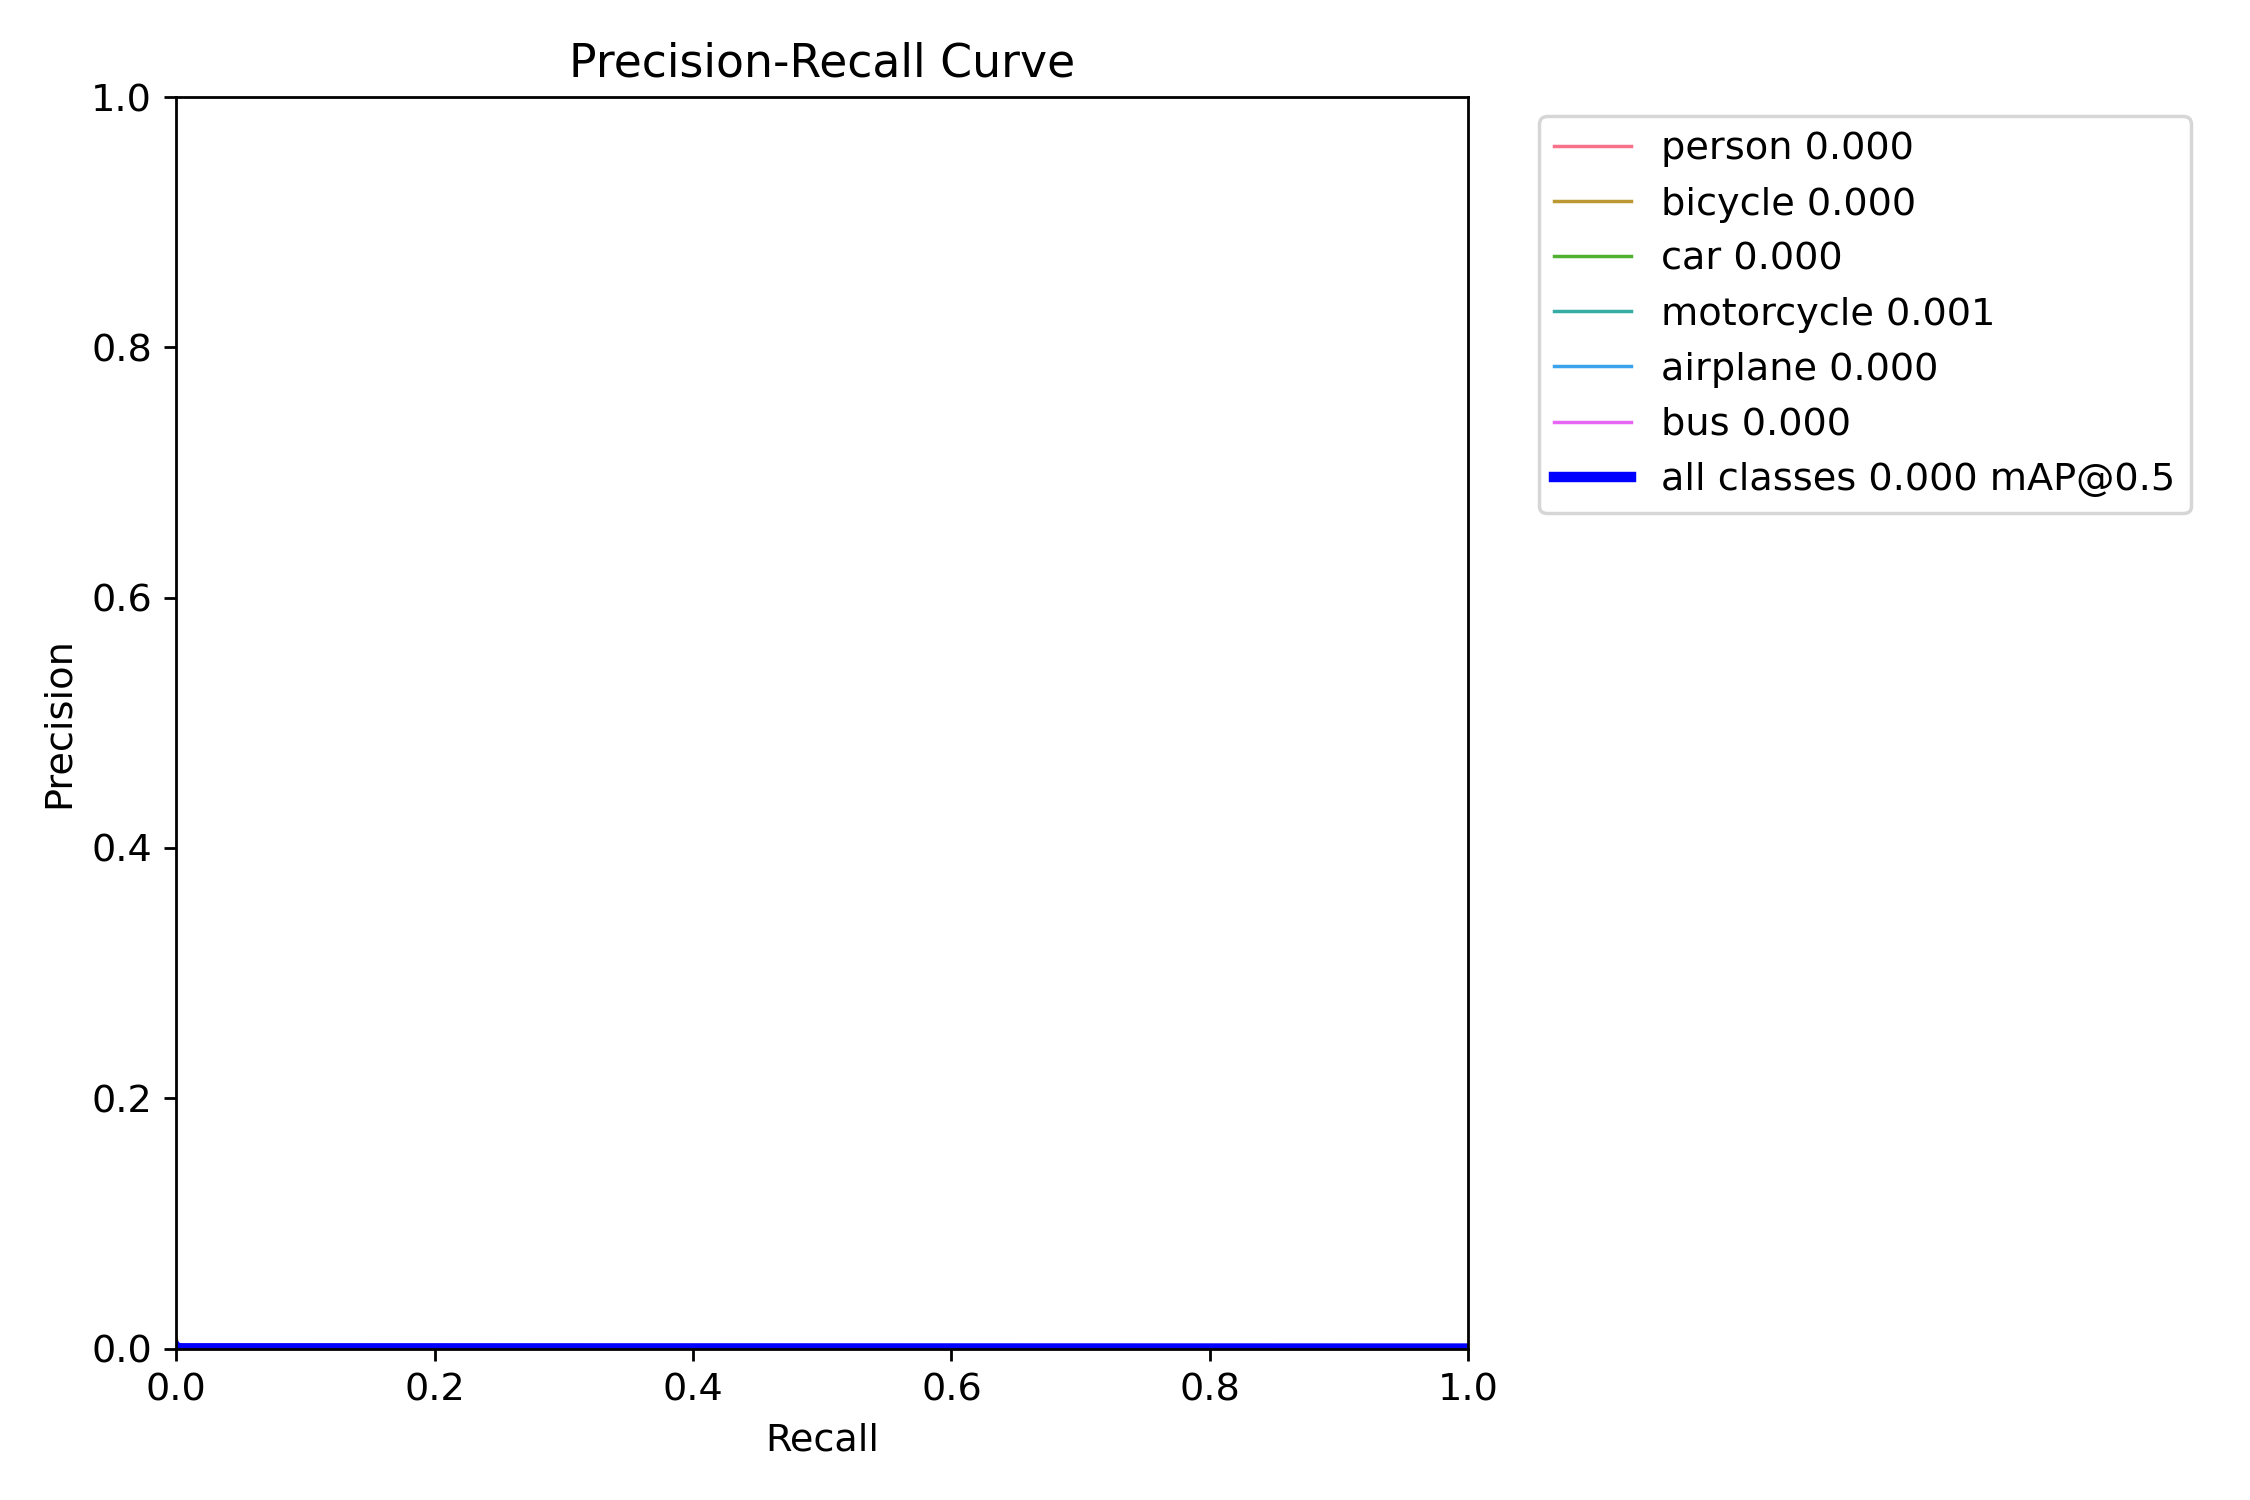 Precision-Recall Curve
1.0
0.8
0.6
0.4
0.2
0.0
Precision
0.0 0.2 0.4 0.6 0.8 1.0
Recall
person 0.000
bicycle 0.000
car 0.000
motorcycle 0.001
airplane 0.000
bus 0.000
all classes 0.000 mAP@0.5